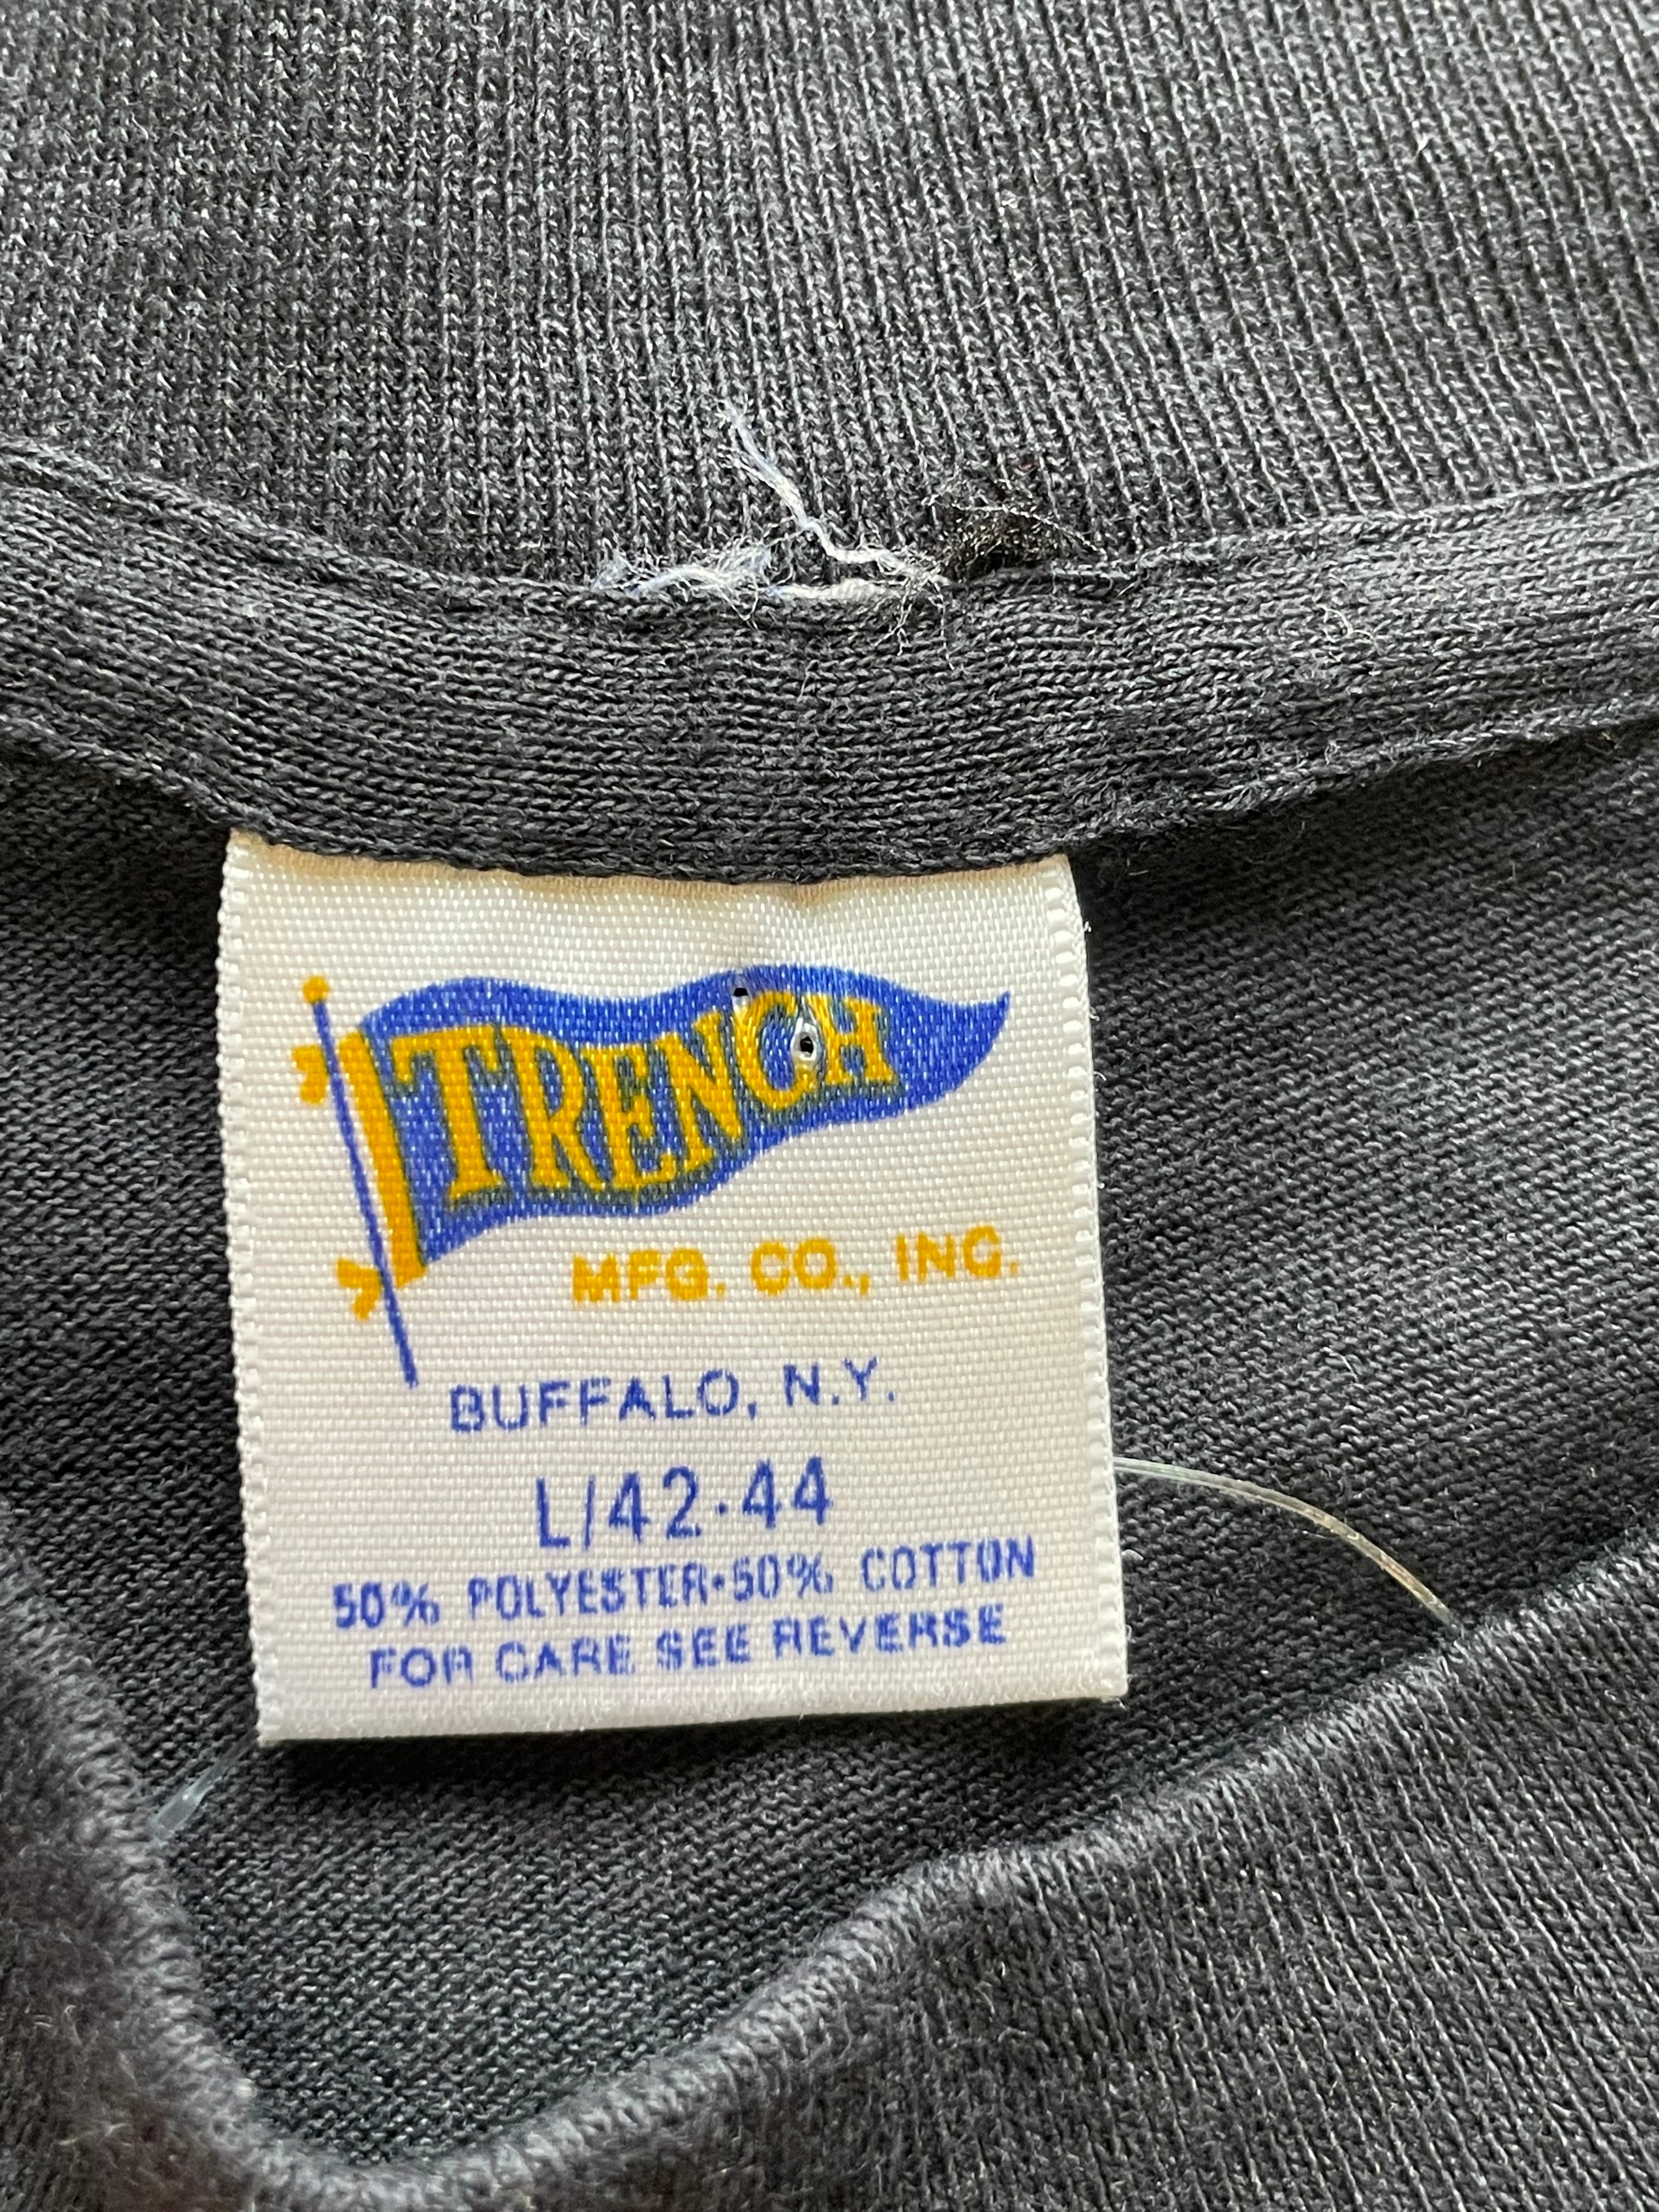 TRENCH
MFG. CO., INC.
BUFFALO, N.Y.
L/42·44
50% POLYESTER·50% COTTON
FOR CARE SEE REVERSE